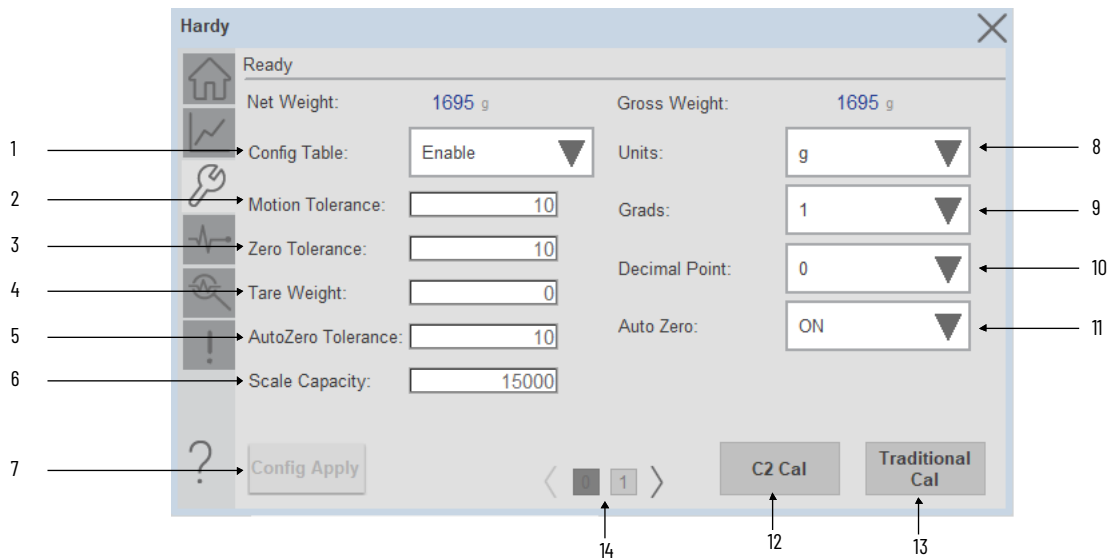 Hardy
Ready
Net Weight: 1695 g Gross Weight: 1695 g
1 Config Table: Enable Units: g 8
2 Motion Tolerance: 10 Grads: 1 9
3 Zero Tolerance: 10 Decimal Point: 0 10
4 Tare Weight: 0
5 AutoZero Tolerance: 10 Auto Zero: ON 11
6 Scale Capacity: 15000
7 ? Config Apply 0 1 C2 Cal Traditional
Cal
14 12 13